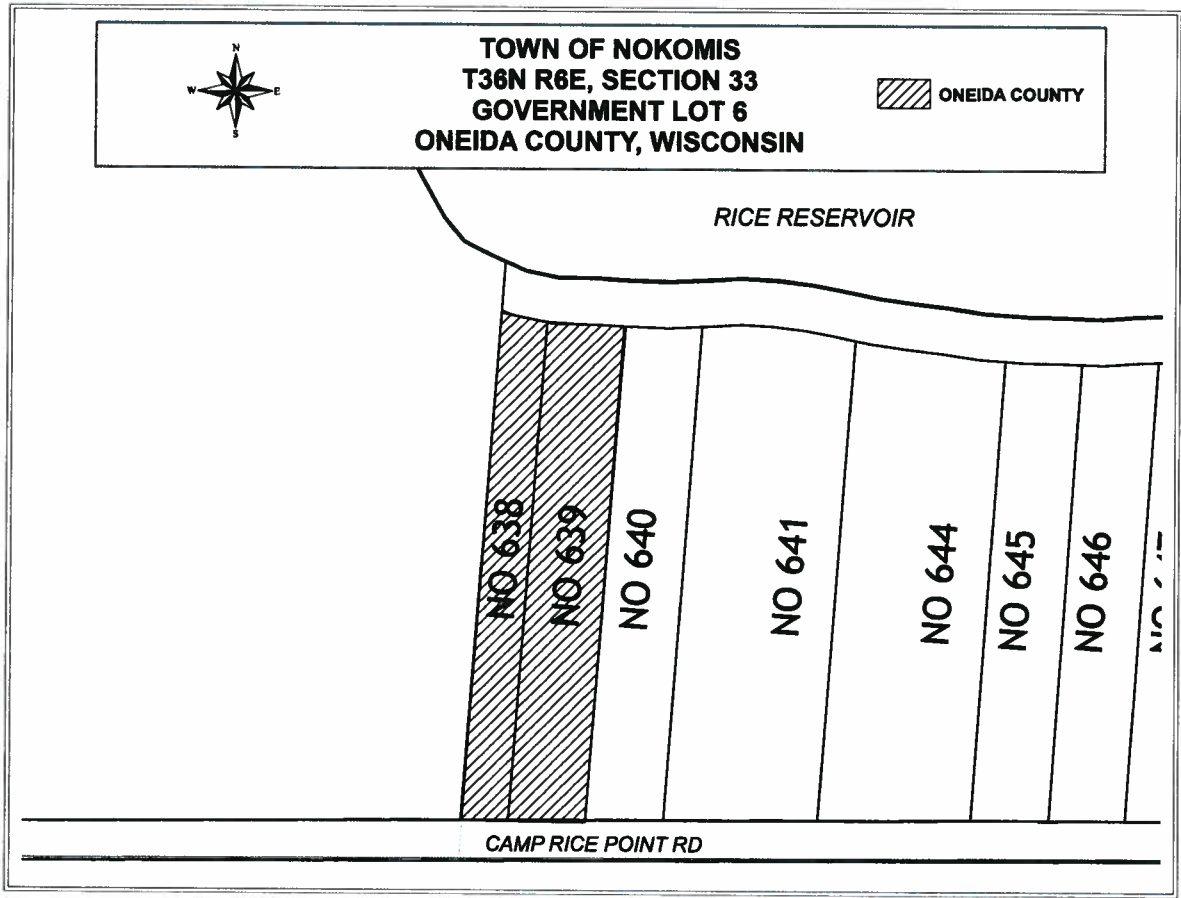 N
W E
S
TOWN OF NOKOMIS
T36N R6E, SECTION 33
GOVERNMENT LOT 6
ONEIDA COUNTY, WISCONSIN
ONEIDA COUNTY
RICE RESERVOIR
NO 638
NO 639
NO 640
NO 641
NO 644
NO 645
NO 646
CAMP RICE POINT RD